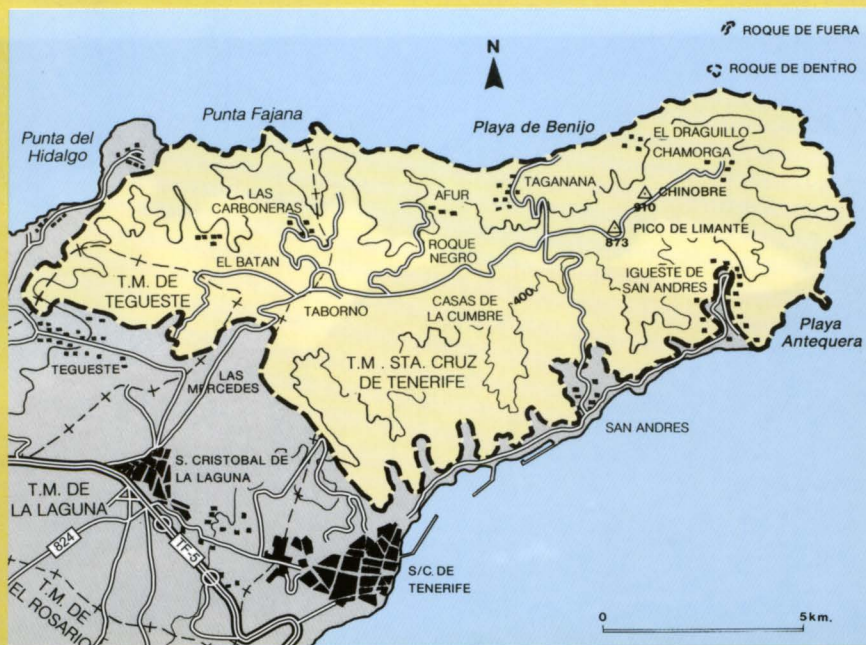 ROQUE DE FUERA
N
ROQUE DE DENTRO
Punta Fajana
Playa de Benijo
Punta del
Hidalgo
EL DRAGUILLO
CHAMORGA
LAS
CARBONERAS
AFUR
TAGANANA
CHINOBRE
910
PICO DE LIMANTE
873
ROQUE
NEGRO
EL BATAN
IGUESTE DE
SAN ANDRES
T.M. DE
TEGUESTE
TABORNO
CASAS DE
LA CUMBRE
400
Playa
Antequera
TEGUESTE
LAS
MERCEDES
T.M. STA. CRUZ
DE TENERIFE
SAN ANDRES
S. CRISTOBAL DE
LA LAGUNA
T.M. DE
LA LAGUNA
824
TF-5
S/C. DE
TENERIFE
T.M. DE
EL ROSARIO
0 5km.